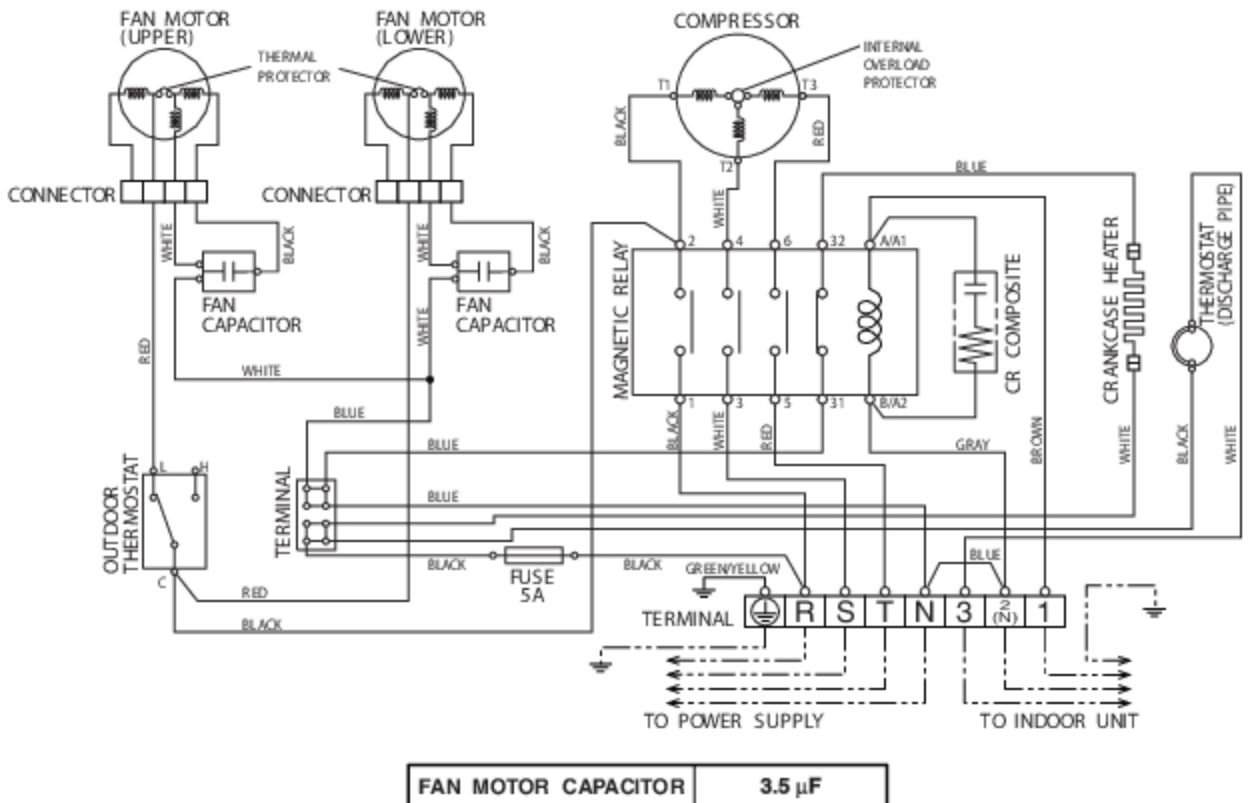 FAN MOTOR
(UPPER)
FAN MOTOR
(LOWER)
COMPRESSOR
THERMAL
PROTECTOR
INTERNAL
OVERLOAD
PROTECTOR
T1
T3
T2
BLACK
RED
WHITE
BLUE
CONNECTOR
CONNECTOR
WHITE
BLACK
WHITE
BLACK
FAN
CAPACITOR
FAN
CAPACITOR
2
4
6
32
A/A1
MAGNETIC RELAY
1
3
5
31
B/A2
CR COMPOSITE
CRANKCASE HEATER
THERMOSTAT
(DISCHARGE PIPE)
RED
WHITE
WHITE
BLUE
BLUE
BLUE
BLACK
WHITE
RED
GRAY
BROWN
WHITE
BLACK
WHITE
L
H
C
OUTDOOR
THERMOSTAT
TERMINAL
BLACK
FUSE
5A
BLACK
GREEN/YELLOW
BLUE
RED
BLACK
TERMINAL
R
S
T
N
3
2
(N)
1
TO POWER SUPPLY
TO INDOOR UNIT
FAN MOTOR CAPACITOR
3.5 μF